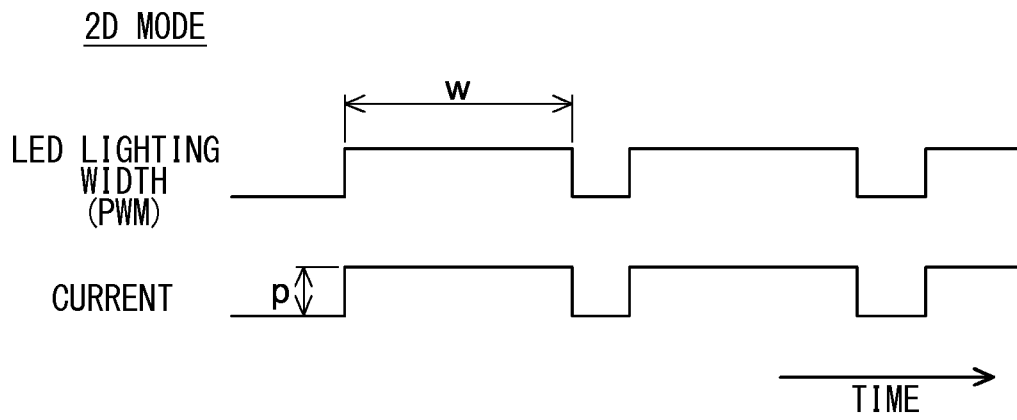 2D MODE
w
LED LIGHTING
WIDTH
(PWM)
p
CURRENT
TIME